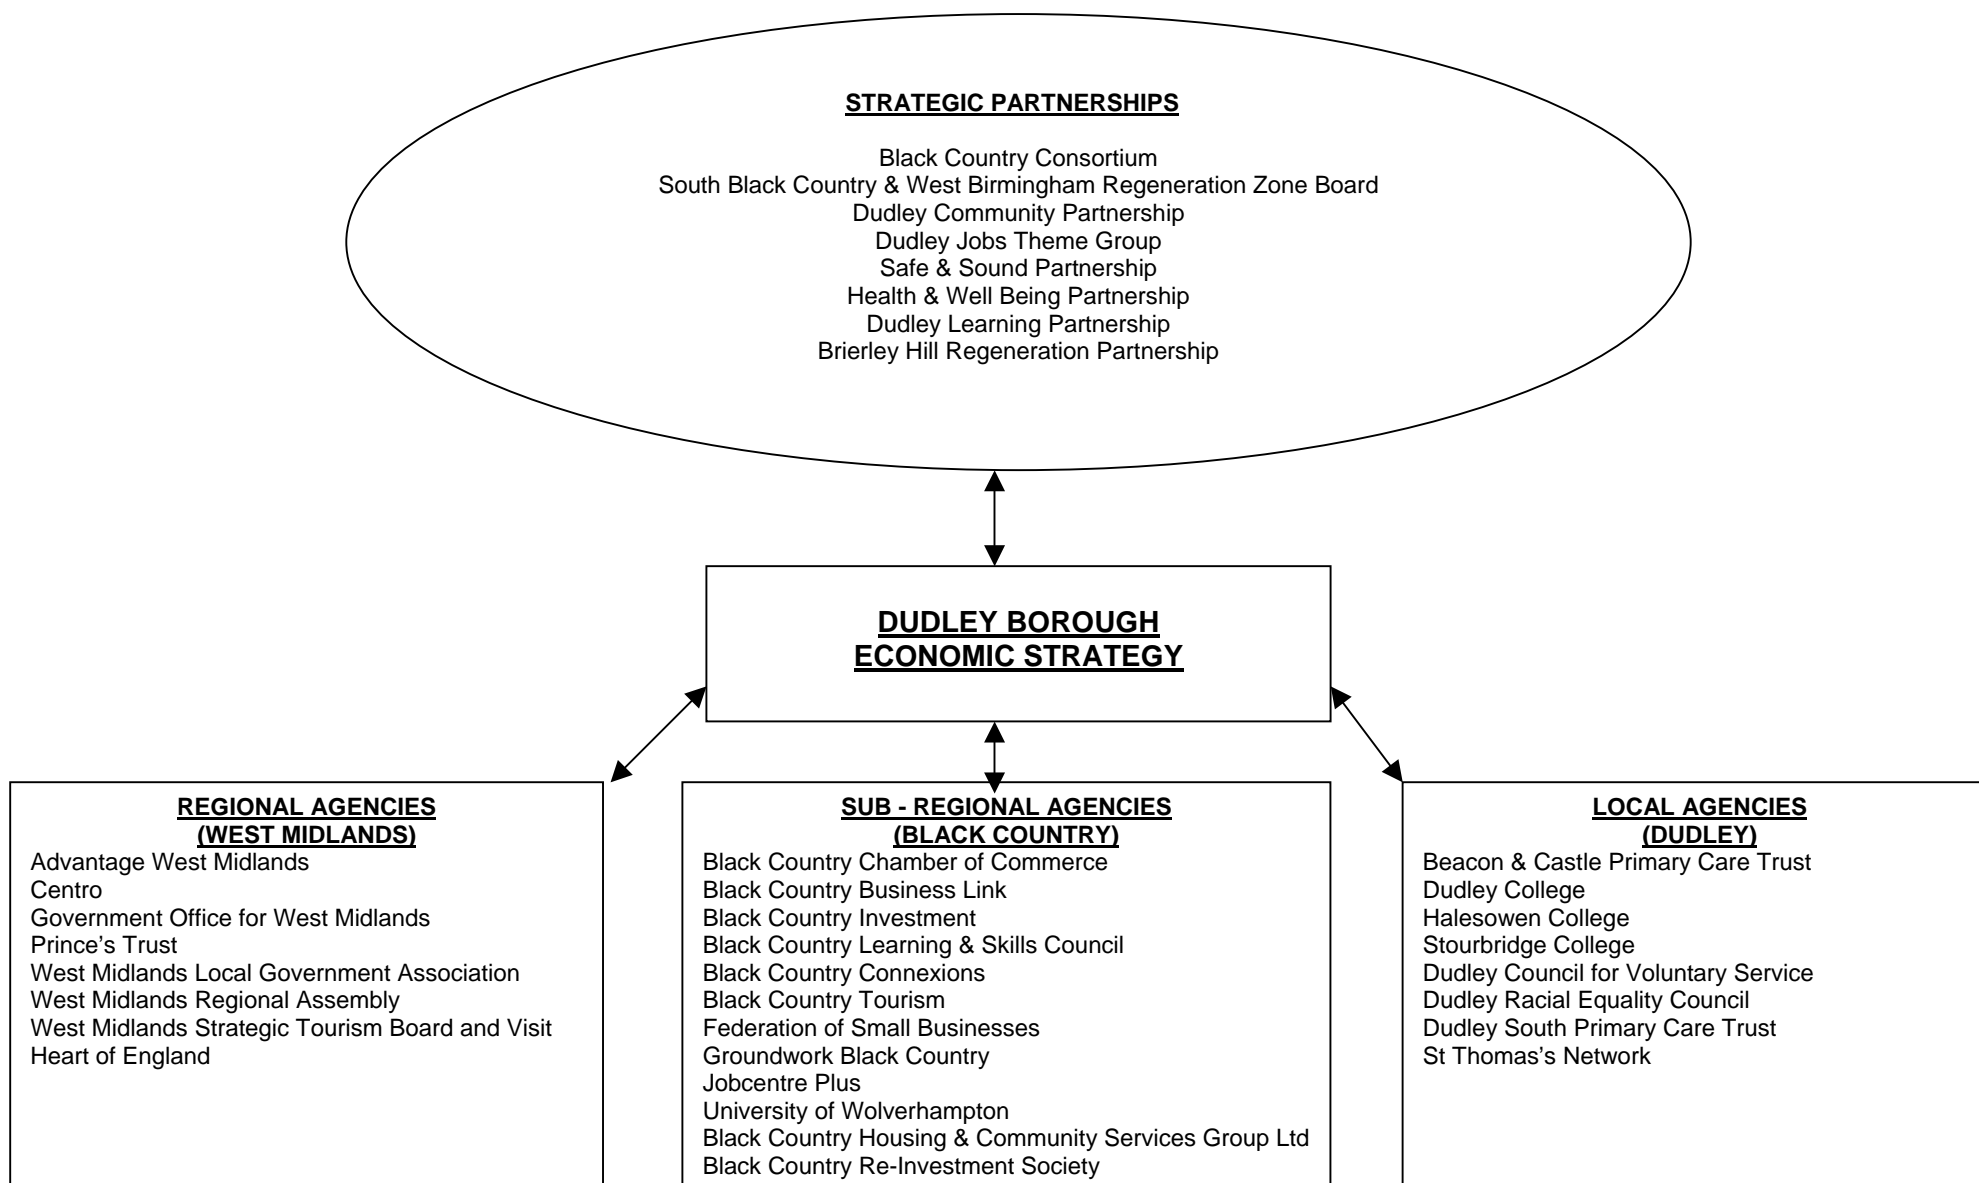 STRATEGIC PARTNERSHIPS
Black Country Consortium
South Black Country & West Birmingham Regeneration Zone Board
Dudley Community Partnership
Dudley Jobs Theme Group
Safe & Sound Partnership
Health & Well Being Partnership
Dudley Learning Partnership
Brierley Hill Regeneration Partnership
DUDLEY BOROUGH
ECONOMIC STRATEGY
REGIONAL AGENCIES
(WEST MIDLANDS)
Advantage West Midlands
Centro
Government Office for West Midlands
Prince’s Trust
West Midlands Local Government Association
West Midlands Regional Assembly
West Midlands Strategic Tourism Board and Visit
Heart of England
SUB - REGIONAL AGENCIES
(BLACK COUNTRY)
Black Country Chamber of Commerce
Black Country Business Link
Black Country Investment
Black Country Learning & Skills Council
Black Country Connexions
Black Country Tourism
Federation of Small Businesses
Groundwork Black Country
Jobcentre Plus
University of Wolverhampton
Black Country Housing & Community Services Group Ltd
Black Country Re-Investment Society
LOCAL AGENCIES
(DUDLEY)
Beacon & Castle Primary Care Trust
Dudley College
Halesowen College
Stourbridge College
Dudley Council for Voluntary Service
Dudley Racial Equality Council
Dudley South Primary Care Trust
St Thomas’s Network